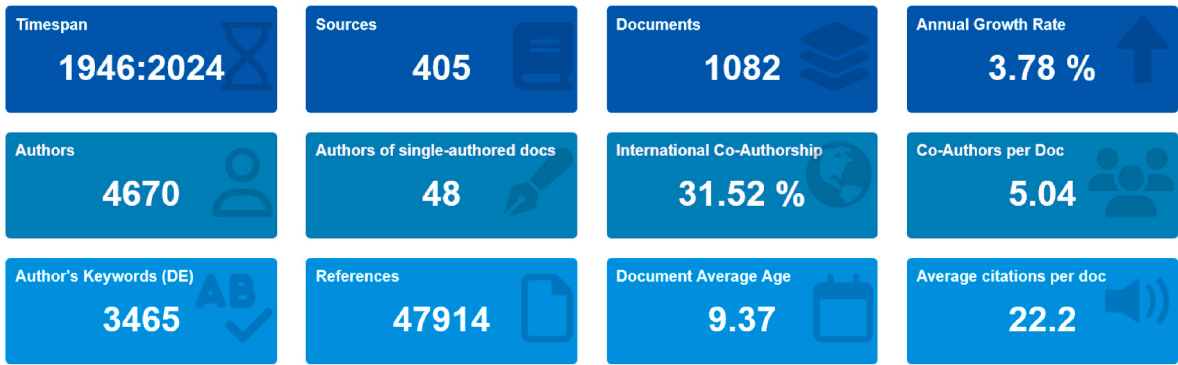 Timespan
1946:2024
Sources
405
Documents
1082
Annual Growth Rate
3.78 %
Authors
4670
Authors of single-authored docs
48
International Co-Authorship
31.52 %
Co-Authors per Doc
5.04
Author's Keywords (DE)
3465
AB
References
47914
Document Average Age
9.37
Average citations per doc
22.2